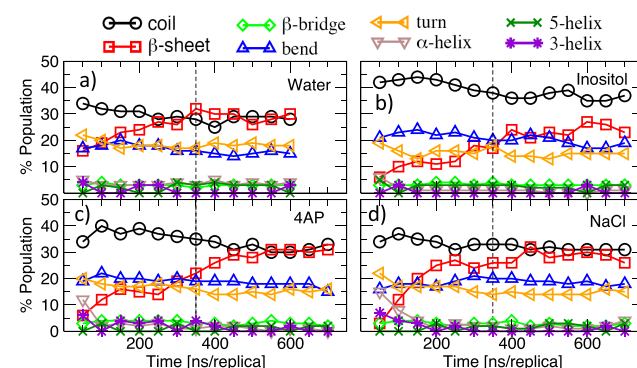 coil β-bridge turn 5-helix
β-sheet bend α-helix 3-helix
50 a) Water b) Inositol
40
30
20
10
0
50 c) 4AP d) NaCl
40
30
20
10
0
200 400 600 200 400 600
% Population
% Population
Time [ns/replica] Time [ns/replica]